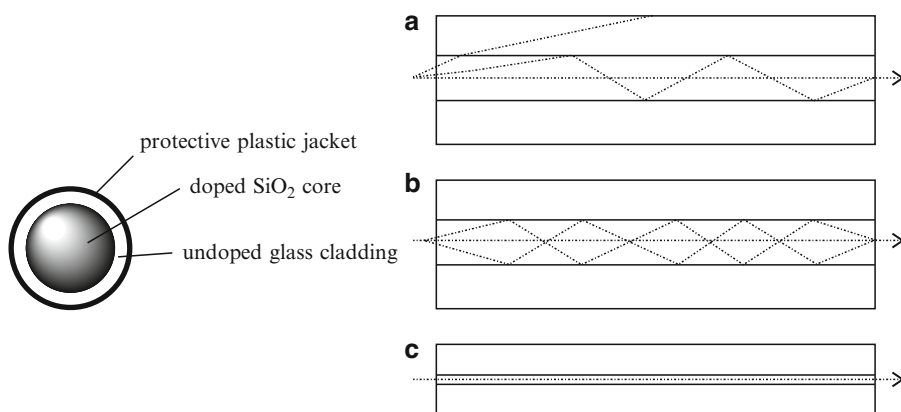 protective plastic jacket
doped SiO₂ core
undoped glass cladding
a
b
c